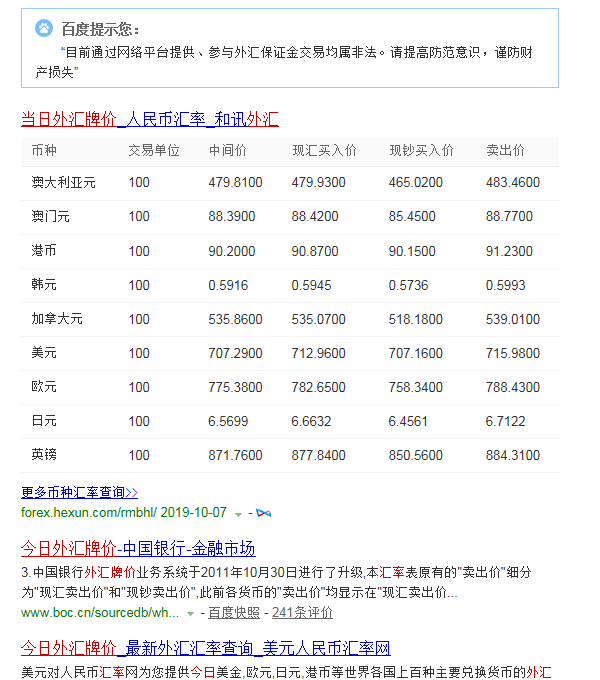 百度提示您：
“目前通过网络平台提供、参与外汇保证金交易均属非法。请提高防范意识，谨防财
产损失”
当日外汇牌价_人民币汇率_和讯外汇
币种 交易单位 中间价 现汇买入价 现钞买入价 卖出价
澳大利亚元 100 479.8100 479.9300 465.0200 483.4600
澳门元 100 88.3900 88.4200 85.4500 88.7700
港币 100 90.2000 90.8700 90.1500 91.2300
韩元 100 0.5916 0.5945 0.5736 0.5993
加拿大元 100 535.8600 535.0700 518.1800 539.0100
美元 100 707.2900 712.9600 707.1600 715.9800
欧元 100 775.3800 782.6500 758.3400 788.4300
日元 100 6.5699 6.6632 6.4561 6.7122
英镑 100 871.7600 877.8400 850.5600 884.3100
更多币种汇率查询>>
forex.hexun.com/rmbhl/ 2019-10-07 -
今日外汇牌价-中国银行-金融市场
3.中国银行外汇牌价业务系统于2011年10月30日进行了升级,本汇率表原有的"卖出价"细分
为"现汇卖出价"和"现钞卖出价",此前各货币的"卖出价"均显示在"现汇卖出价...
www.boc.cn/sourcedb/wh... - 百度快照 - 241条评价
今日外汇牌价_最新外汇汇率查询_美元人民币汇率网
美元对人民币汇率网为您提供今日美金,欧元,日元,港币等世界各国上百种主要兑换货币的外汇